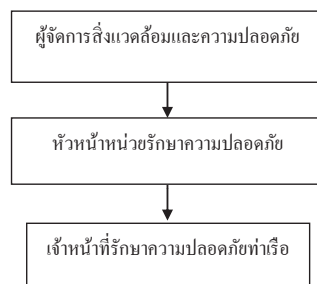 ผู้จัดการสิ่งแวดล้อมและความปลอดภัย
หัวหน้าหน่วยรักษาความปลอดภัย
เจ้าหน้าที่รักษาความปลอดภัยท่าเรือ